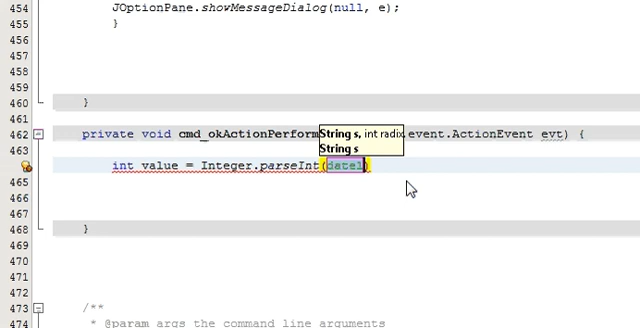 454 JOptionPane.showMessageDialog(null, e);
455 }
456
457
458
459
460 }
461
462 private void cmd_okActionPerform .event.ActionEvent evt) {
String s, int radix
String s
463
int value = Integer.parseInt(date1)
465
466
467
468 }
469
470
471
472
473 /**
474 * @param args the command line arguments